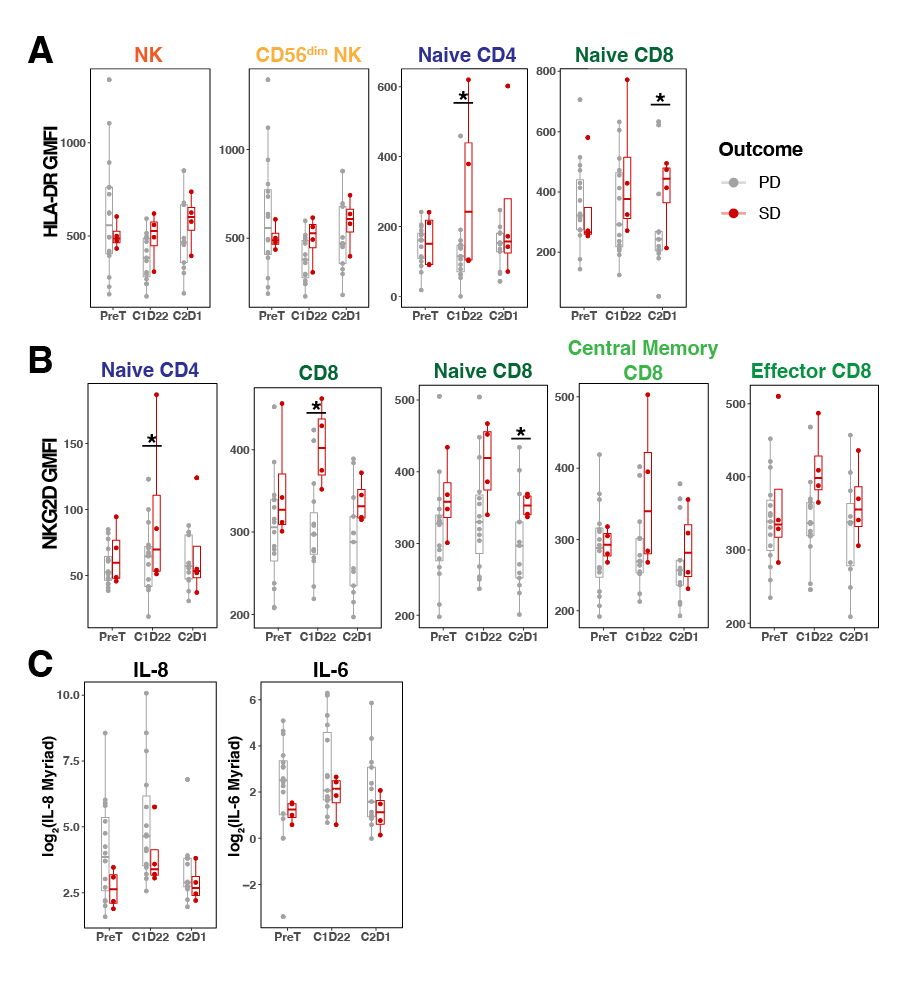 A
NK
CD56dim NK
Naive CD4
Naive CD8
HLA-DR GMFI
1000
500
1000
500
600
400
200
0
800
600
400
200
*
*
PreT C1D22 C2D1
PreT C1D22 C2D1
PreT C1D22 C2D1
PreT C1D22 C2D1
Outcome
PD
SD
B
Naive CD4
CD8
Naive CD8
Central Memory
CD8
Effector CD8
NKG2D GMFI
150
100
50
400
300
200
500
400
300
200
500
400
300
200
500
400
300
200
*
*
*
PreT C1D22 C2D1
PreT C1D22 C2D1
PreT C1D22 C2D1
PreT C1D22 C2D1
PreT C1D22 C2D1
C
IL-8
IL-6
log2(IL-8 Myriad)
10.0
7.5
5.0
2.5
log2(IL-6 Myriad)
6
4
2
0
−2
PreT C1D22 C2D1
PreT C1D22 C2D1